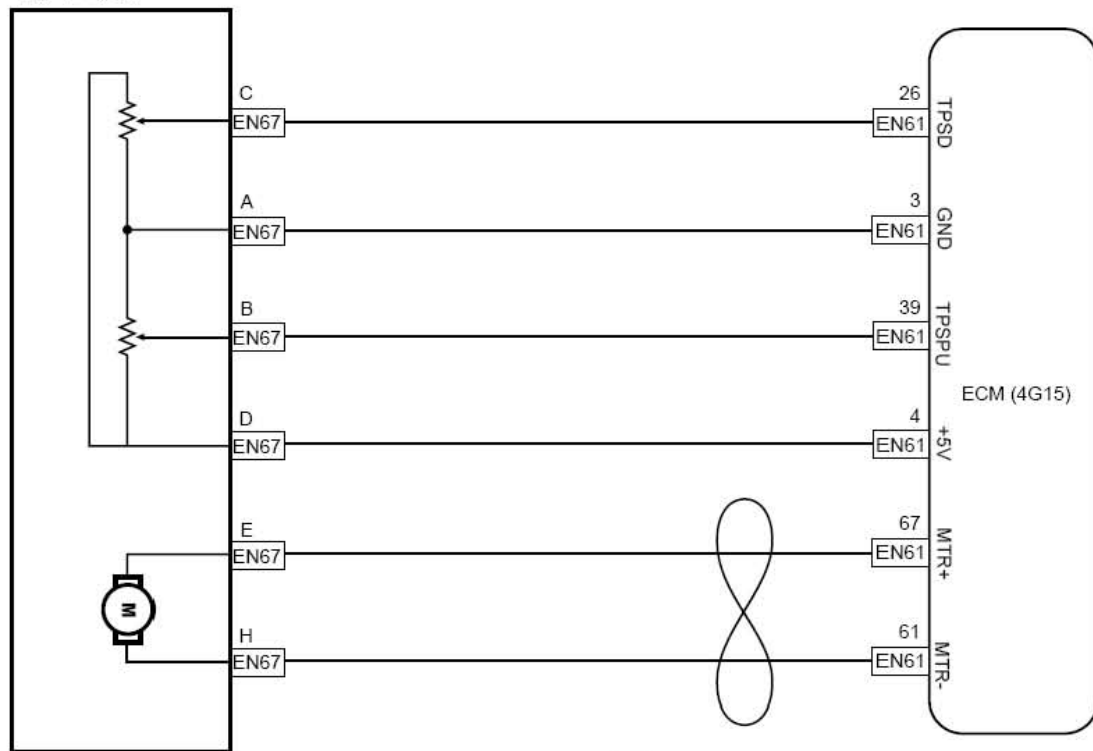 C
EN67
26
EN61
TPSD
A
EN67
3
EN61
GND
B
EN67
39
EN61
TPSPU
D
EN67
4
EN61
+5V
ECM (4G15)
E
EN67
67
EN61
MTR+
M
H
EN67
61
EN61
MTR-